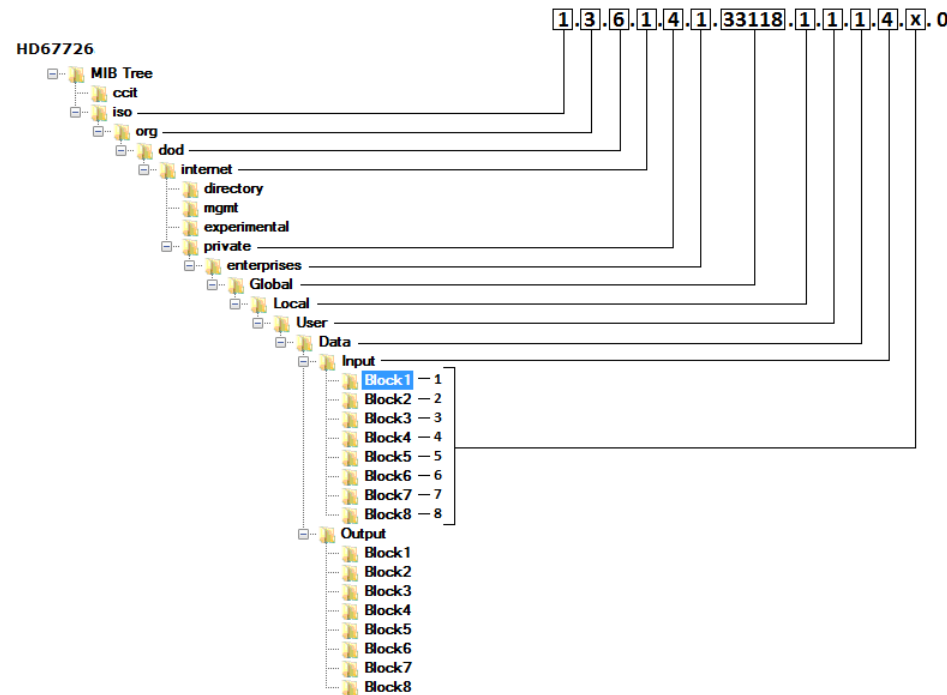 1.3.6.1.4.1.33118.1.1.1.4.x.0
HD67726
MIB Tree
ccit
iso
org
dod
internet
directory
mgmt
experimental
private
enterprises
Global
Local
User
Data
Input
Block1 — 1
Block2 — 2
Block3 — 3
Block4 — 4
Block5 — 5
Block6 — 6
Block7 — 7
Block8 — 8
Output
Block1
Block2
Block3
Block4
Block5
Block6
Block7
Block8